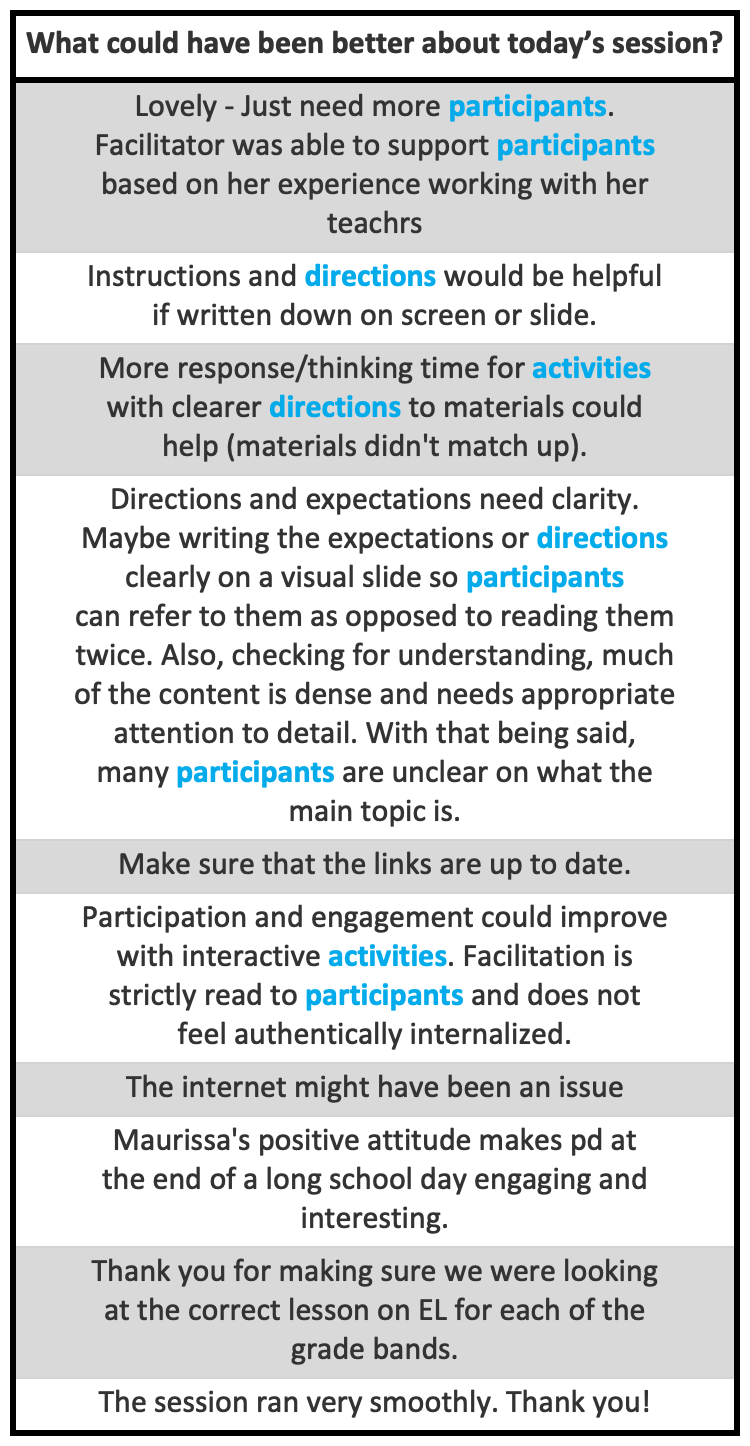 What could have been better about today’s session?
Lovely - Just need more participants.
Facilitator was able to support participants
based on her experience working with her
teachrs
Instructions and directions would be helpful
if written down on screen or slide.
More response/thinking time for activities
with clearer directions to materials could
help (materials didn't match up).
Directions and expectations need clarity.
Maybe writing the expectations or directions
clearly on a visual slide so participants
can refer to them as opposed to reading them
twice. Also, checking for understanding, much
of the content is dense and needs appropriate
attention to detail. With that being said,
many participants are unclear on what the
main topic is.
Make sure that the links are up to date.
Participation and engagement could improve
with interactive activities. Facilitation is
strictly read to participants and does not
feel authentically internalized.
The internet might have been an issue
Maurissa's positive attitude makes pd at
the end of a long school day engaging and
interesting.
Thank you for making sure we were looking
at the correct lesson on EL for each of the
grade bands.
The session ran very smoothly. Thank you!